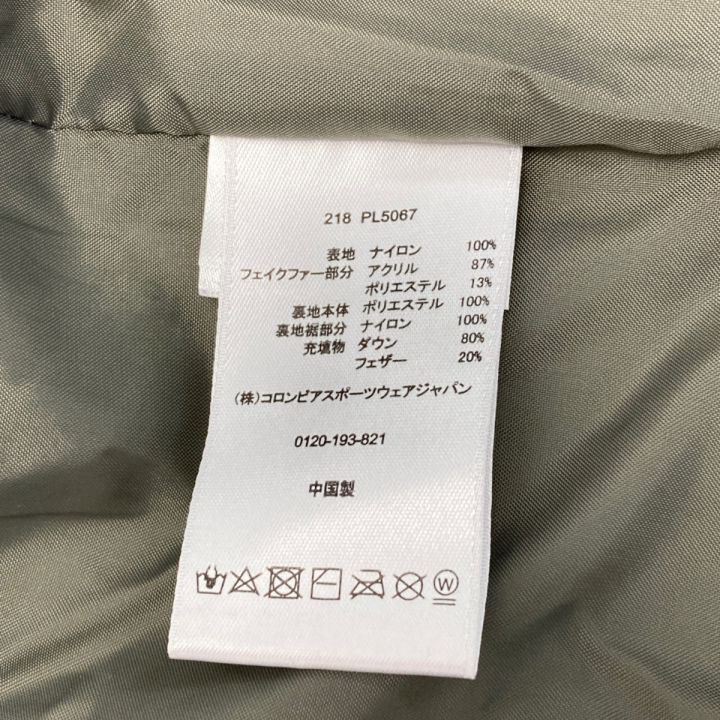 218 PL5067
表地 ナイロン 100%
フェイクファー部分 アクリル 87%
ポリエステル 13%
裏地本体 ポリエステル 100%
裏地裾部分 ナイロン 100%
充填物 ダウン 80%
フェザー 20%
(株)コロンビアスポーツウェアジャパン
0120-193-821
中国製
W